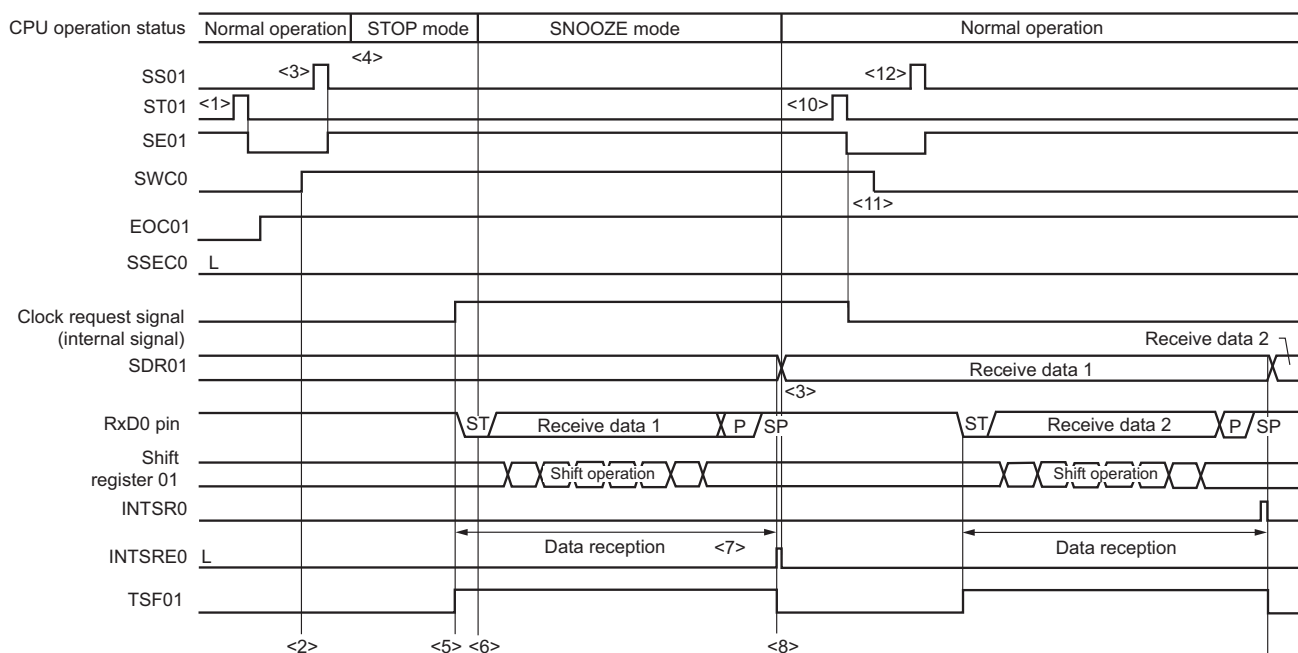 CPU operation status Normal operation STOP mode SNOOZE mode Normal operation
<4>
SS01 <3> <12>
ST01 <1> <10>
SE01
SWC0
<11>
EOC01
SSEC0 L
Clock request signal
(internal signal)
Receive data 2
SDR01 Receive data 1
<3>
RxD0 pin ST Receive data 1 P SP ST Receive data 2 P SP
Shift
register 01 Shift operation Shift operation
INTSR0
Data reception <7> Data reception
INTSRE0 L
TSF01
<2> <5> <6> <8>